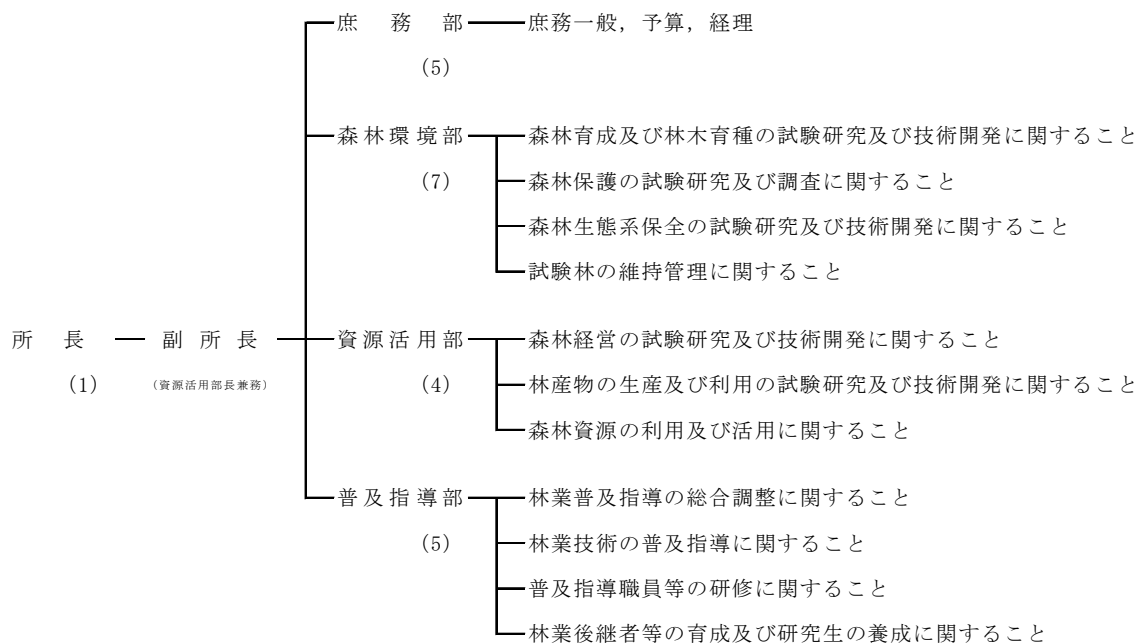 庶務部 庶務一般，予算，経理
(5)
森林環境部 森林育成及び林木育種の試験研究及び技術開発に関すること
(7) 森林保護の試験研究及び調査に関すること
森林生態系保全の試験研究及び技術開発に関すること
試験林の維持管理に関すること
所長 副所長 資源活用部 森林経営の試験研究及び技術開発に関すること
(1) (資源活用部長兼務) (4) 林産物の生産及び利用の試験研究及び技術開発に関すること
森林資源の利用及び活用に関すること
普及指導部 林業普及指導の総合調整に関すること
(5) 林業技術の普及指導に関すること
普及指導職員等の研修に関すること
林業後継者等の育成及び研究生の養成に関すること